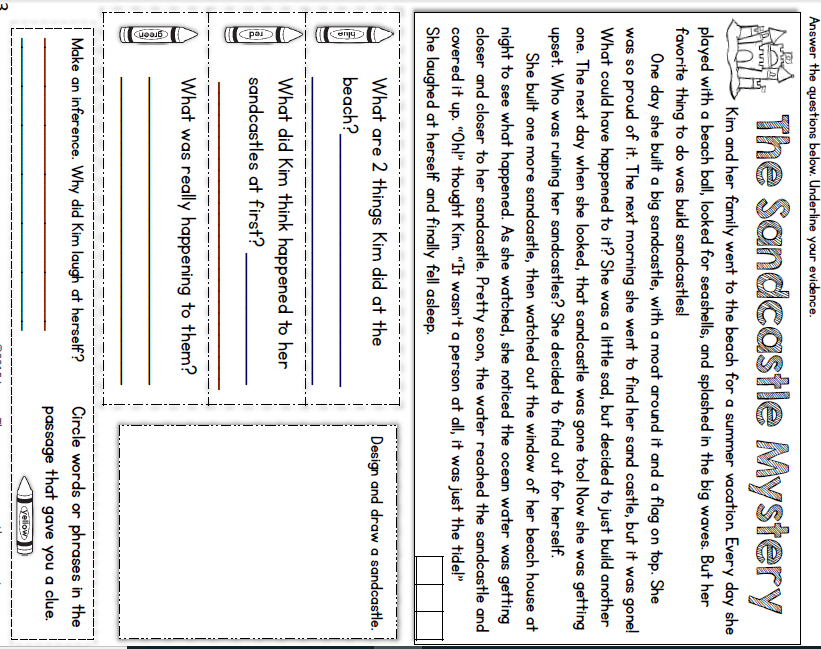 Answer the questions below. Underline your evidence.
The Sandcastle Mystery
Kim and her family went to the beach for a summer vacation. Every day she
played with a beach ball, looked for seashells, and splashed in the big waves. But her
favorite thing to do was build sandcastles!
One day she built a big sandcastle, with a moat around it and a flag on top. She
was so proud of it. The next morning she went to find her sand castle, but it was gone!
What could have happened to it? She was a little sad, but decided to just build another
one. The next day when she looked, that sandcastle was gone too! Now she was getting
upset. Who was ruining her sandcastles? She decided to find out for herself.
She built one more sandcastle, then watched out the window of her beach house at
night to see what happened. As she watched, she noticed the ocean water was getting
closer and closer to her sandcastle. Pretty soon, the water reached the sandcastle and
covered it up. "Oh!" thought Kim. "It wasn't a person at all, it was just the tide!"
She laughed at herself and finally fell asleep.
blue
What are 2 things Kim did at the
beach?
red
What did Kim think happened to her
sandcastles at first?
green
What was really happening to them?
Design and draw a sandcastle.
Make an inference. Why did Kim laugh at herself?
Circle words or phrases in the
passage that gave you a clue.
yellow
3